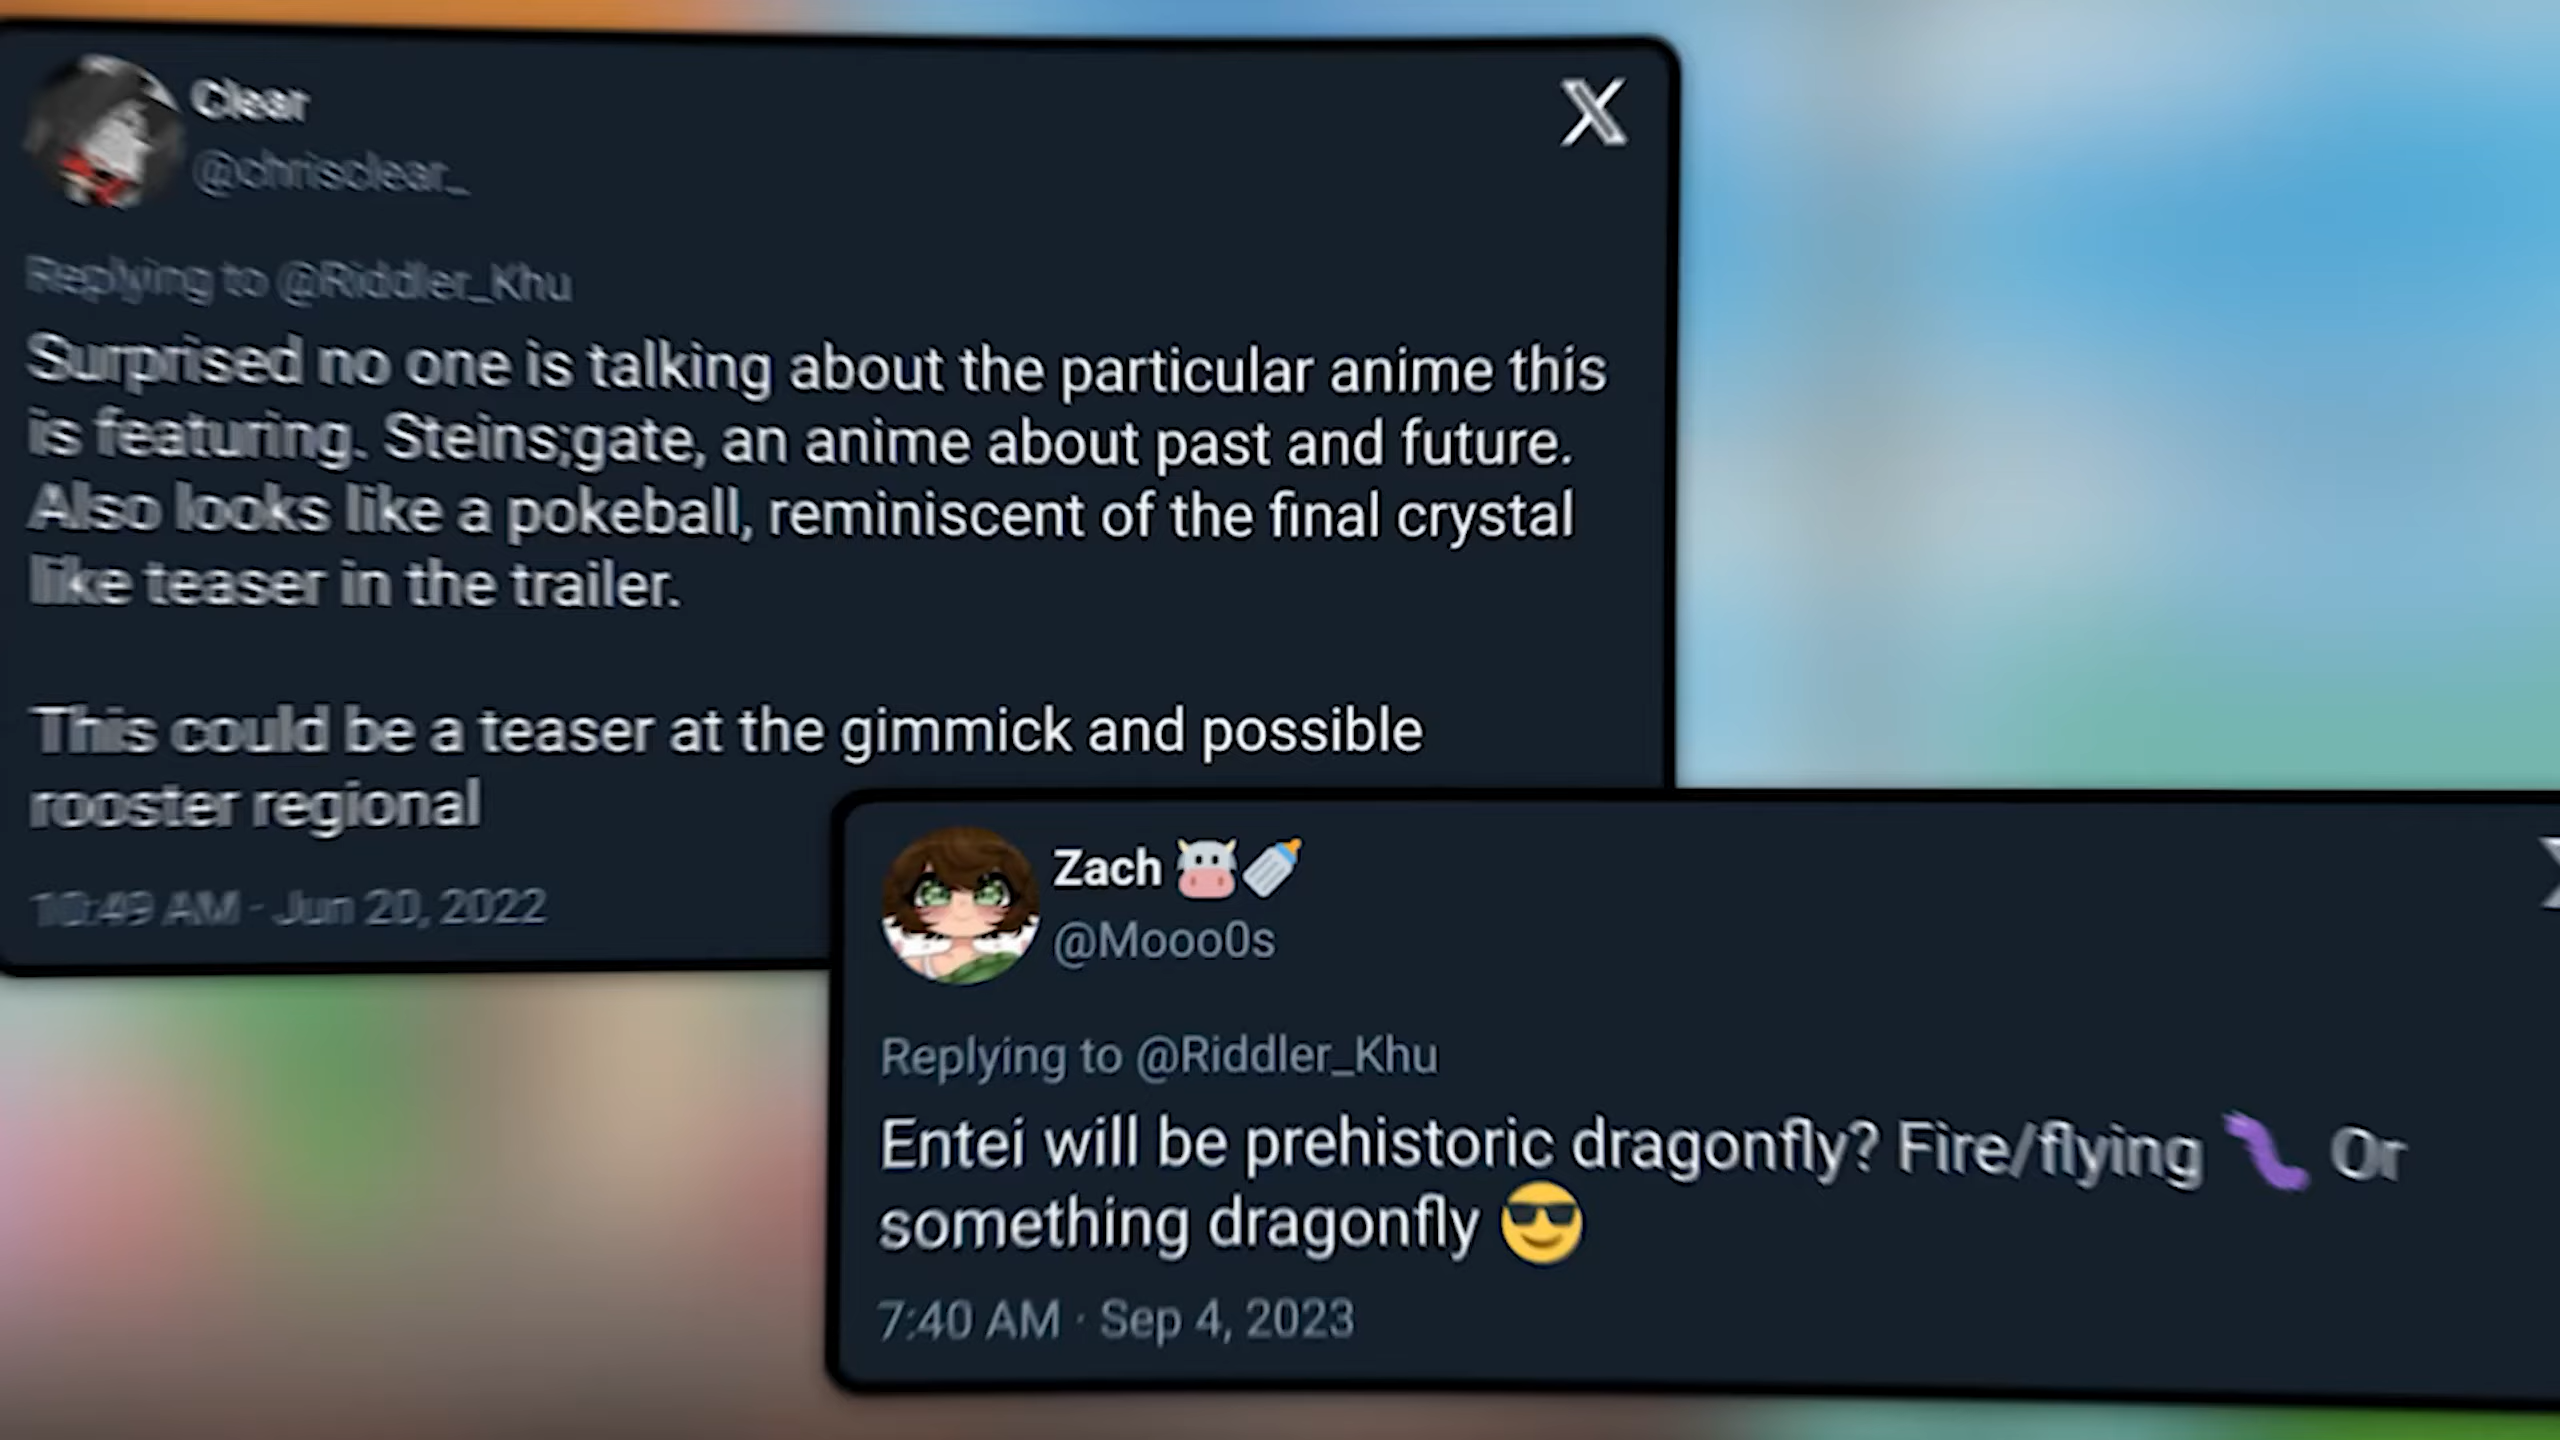 Clear
@chrisclear_
Replying to @Riddler_Khu
Surprised no one is talking about the particular anime this
is featuring. Steins;gate, an anime about past and future.
Also looks like a pokeball, reminiscent of the final crystal
like teaser in the trailer.
This could be a teaser at the gimmick and possible
rooster regional
10:49 AM · Jun 20, 2022
Zach 🐮🍼
@Mooo0s
Replying to @Riddler_Khu
Entei will be prehistoric dragonfly? Fire/flying 🪱 Or
something dragonfly 😎
7:40 AM · Sep 4, 2023